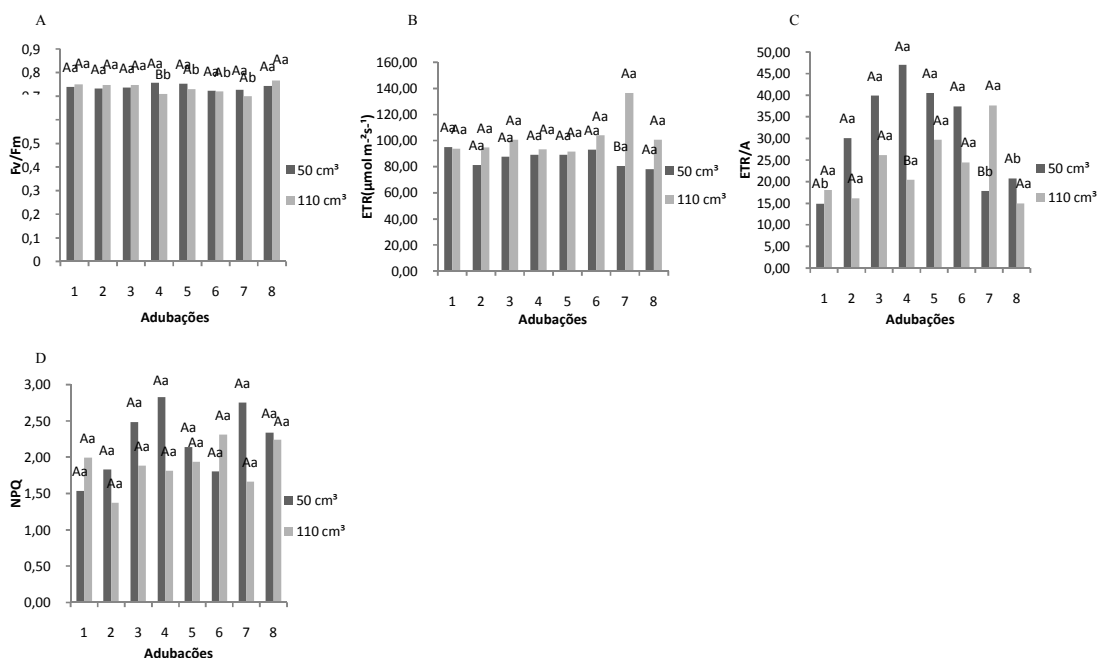 A
Aa Aa Aa Aa Aa Aa Aa Bb Aa Ab Aa Ab Aa Ab Aa Aa
0,9
0,8
0,7
0,5
0,4
0,3
0,2
0,1
0
Fv/Fm
1 2 3 4 5 6 7 8
Adubações
50 cm³
110 cm³
B
Aa Aa Aa Aa Aa Aa Aa Aa Aa Aa Aa Aa Ba Aa Aa Aa
160,00
140,00
120,00
100,00
80,00
60,00
40,00
20,00
0,00
ETR(µmol m-²s-¹)
1 2 3 4 5 6 7 8
Adubações
50 cm³
110 cm³
C
Ab Aa Aa Aa Aa Aa Aa Ba Aa Aa Aa Aa Bb Aa Ab Aa
50,00
45,00
40,00
35,00
30,00
25,00
20,00
15,00
10,00
5,00
0,00
ETR/A
1 2 3 4 5 6 7 8
Adubações
50 cm³
110 cm³
D
Aa Aa Aa Aa Aa Aa Aa Aa Aa Aa Aa Aa Aa Aa Aa Aa
3,00
2,50
2,00
1,50
1,00
0,50
0,00
NPQ
1 2 3 4 5 6 7 8
Adubações
50 cm³
110 cm³